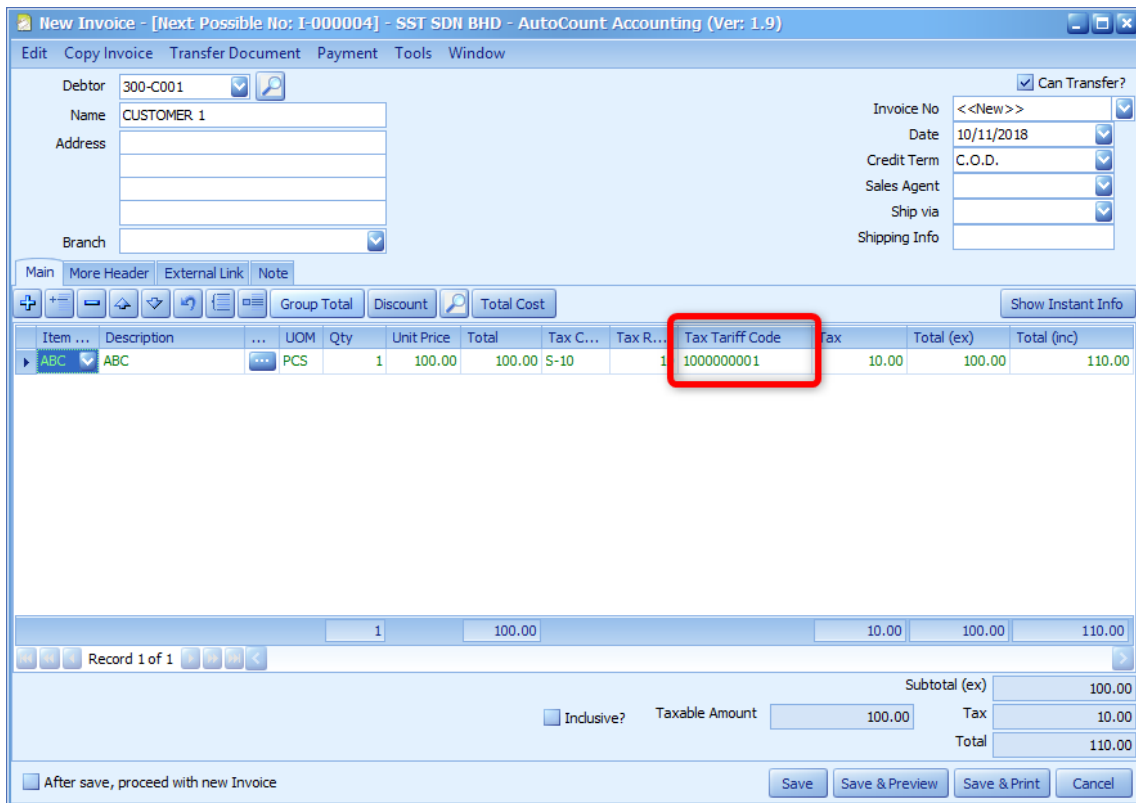 New Invoice - [Next Possible No: I-000004] - SST SDN BHD - AutoCount Accounting (Ver: 1.9)
Edit Copy Invoice Transfer Document Payment Tools Window
Debtor 300-C001
Can Transfer?
Name CUSTOMER 1
Invoice No <<New>>
Address
Date 10/11/2018
Credit Term C.O.D.
Sales Agent
Ship via
Branch
Shipping Info
Main More Header External Link Note
Group Total Discount Total Cost Show Instant Info
Item ... Description ... UOM Qty Unit Price Total Tax C... Tax R... Tax Tariff Code Tax Total (ex) Total (inc)
ABC ABC ... PCS 1 100.00 100.00 S-10 1000000001 10.00 100.00 110.00
1 100.00 10.00 100.00 110.00
Record 1 of 1
Subtotal (ex) 100.00
Inclusive? Taxable Amount 100.00 Tax 10.00
Total 110.00
After save, proceed with new Invoice Save Save & Preview Save & Print Cancel